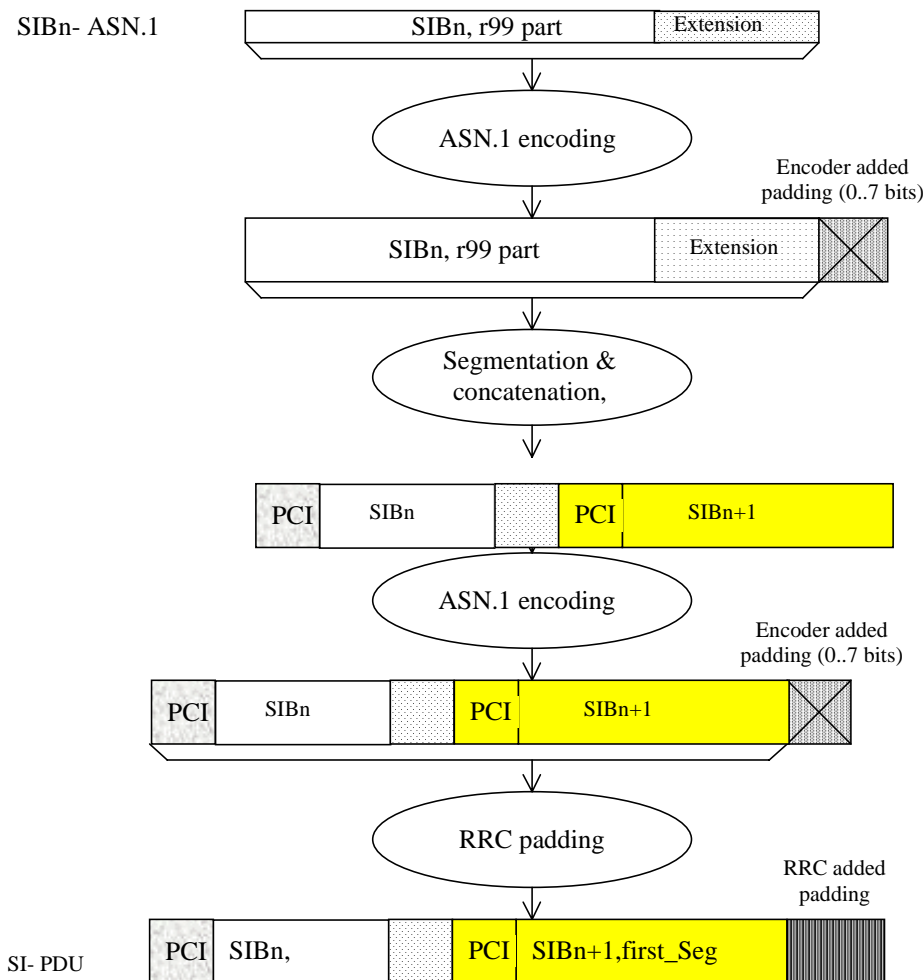 SIBn- ASN.1
SIBn, r99 part
Extension
ASN.1 encoding
Encoder added
padding (0..7 bits)
SIBn, r99 part
Extension
Segmentation &
concatenation,
PCI
SIBn
PCI
SIBn+1
ASN.1 encoding
Encoder added
padding (0..7 bits)
PCI
SIBn
PCI
SIBn+1
RRC padding
RRC added
padding
SI- PDU
PCI
SIBn,
PCI
SIBn+1,first_Seg